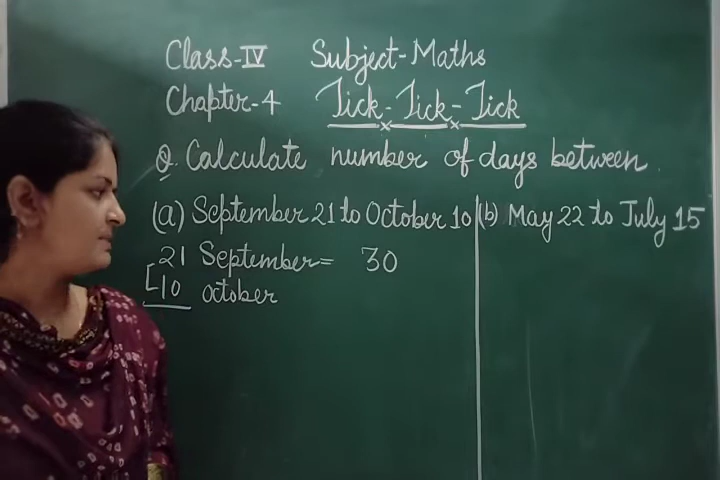 Class-IV Subject-Maths
Chapter-4 Tick-Tick-Tick
Q. Calculate number of days between
(a) September 21 to October 10
21 September = 30
10 october
(b) May 22 to July 15